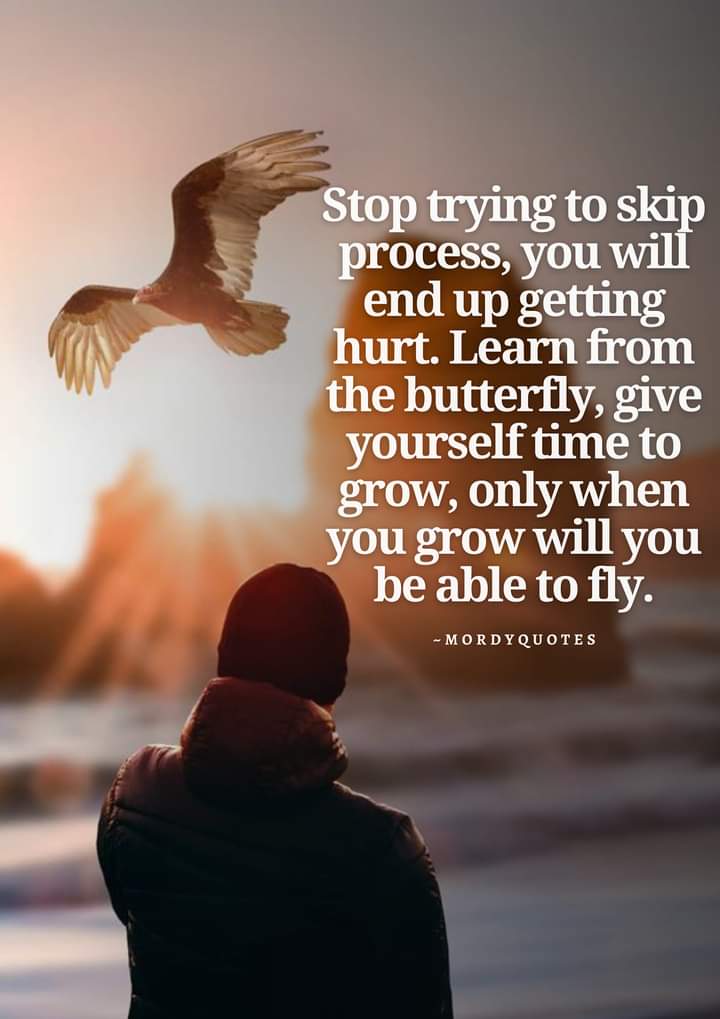 Stop trying to skip
process, you will
end up getting
hurt. Learn from
the butterfly, give
yourself time to
grow, only when
you grow will you
be able to fly.
~MORDYQUOTES